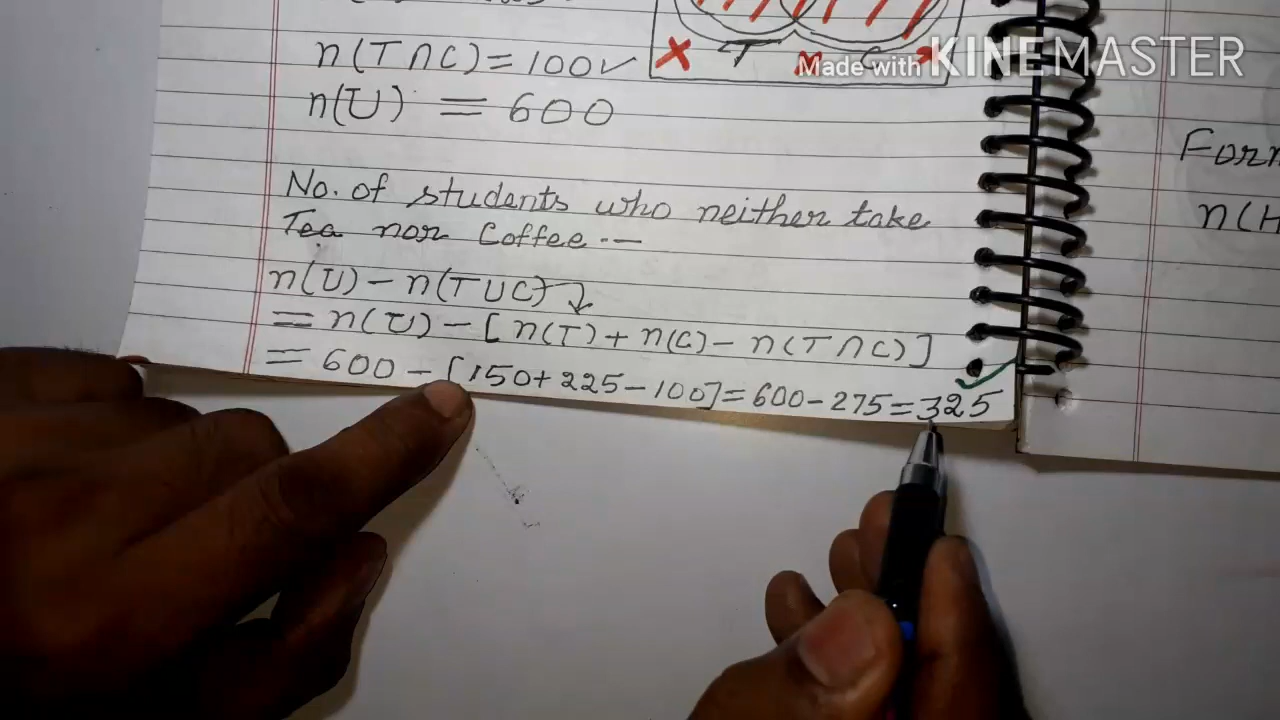 n(T∩C)=100✓
n(U) = 600
T C
Made with KINEMASTER
No. of students who neither take
Tea nor Coffee.—
n(U) - n(TUC)
= n(U) - [n(T) + n(C) - n(T∩C)]
= 600 - [150+225-100] = 600-275 = 325
n(H